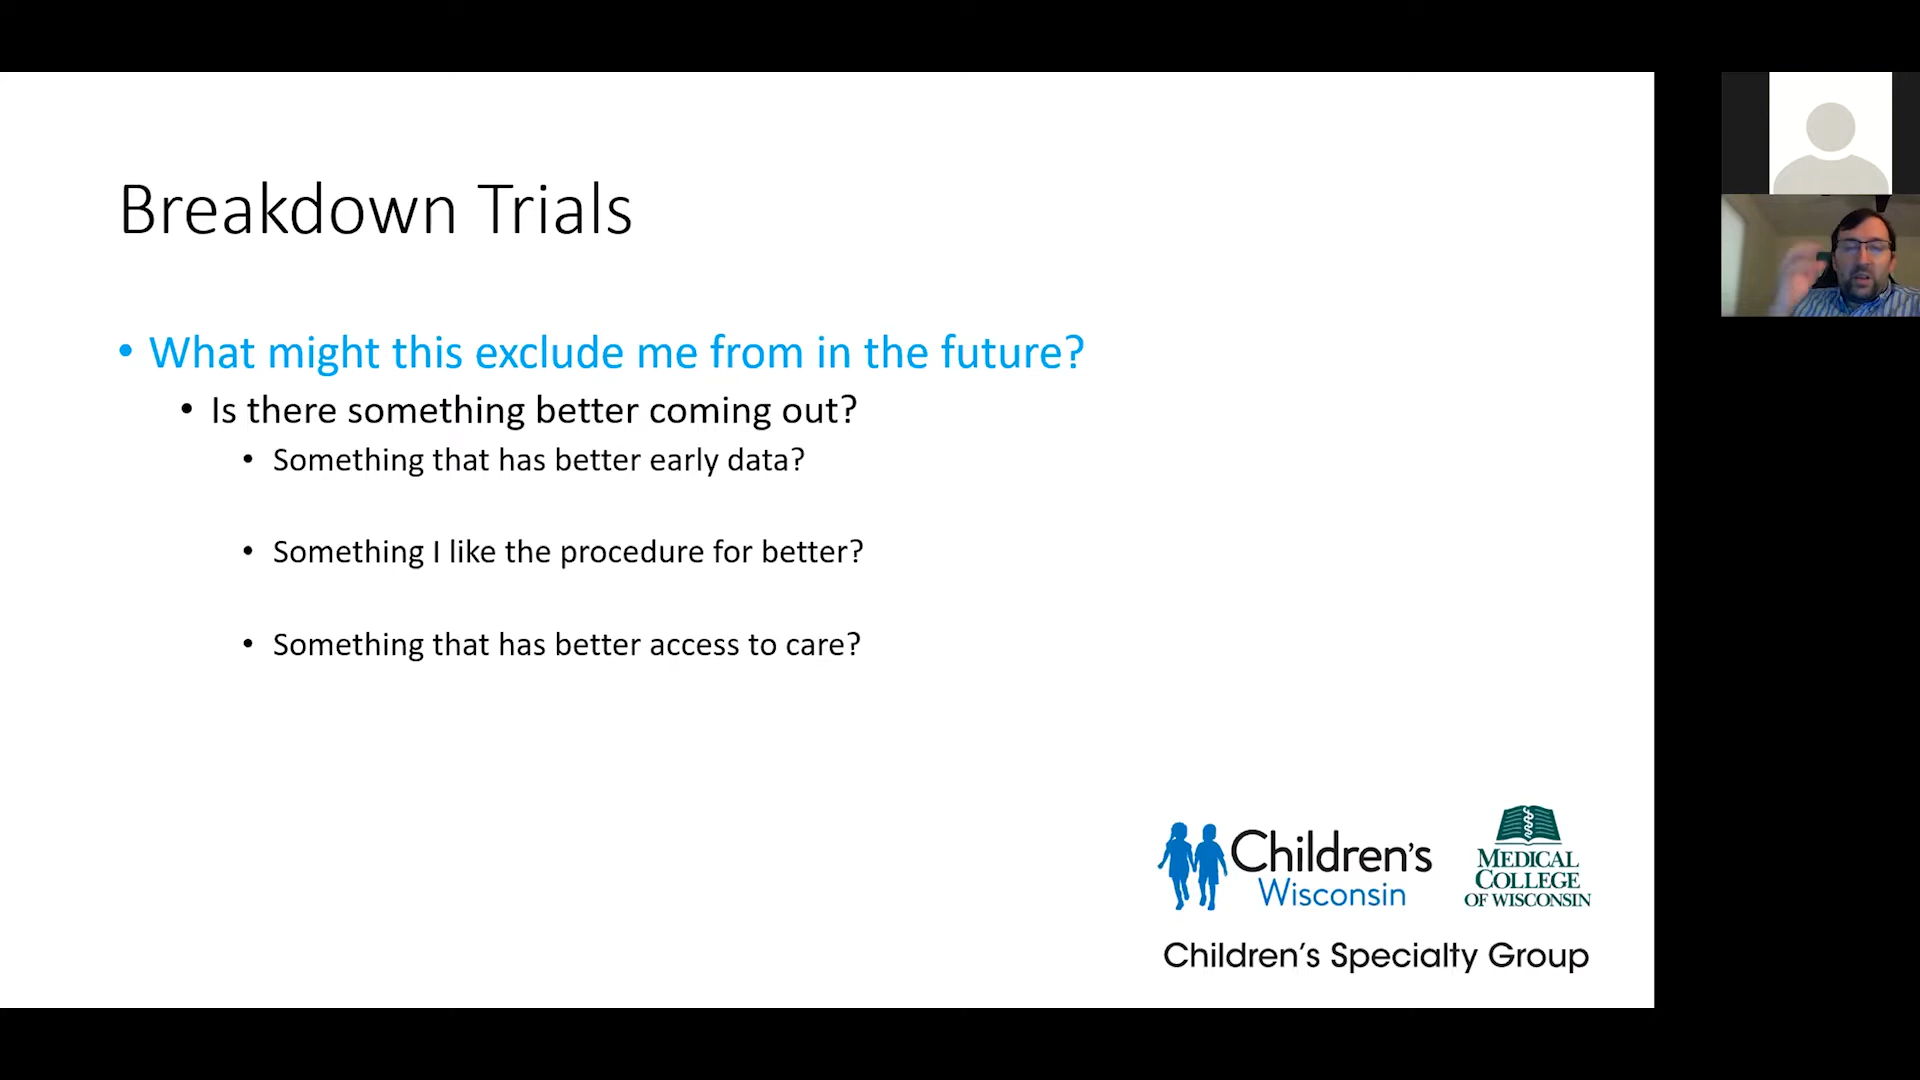 Breakdown Trials
• What might this exclude me from in the future?
• Is there something better coming out?
• Something that has better early data?
• Something I like the procedure for better?
• Something that has better access to care?
Children's
Wisconsin
MEDICAL
COLLEGE
OF WISCONSIN
Children's Specialty Group